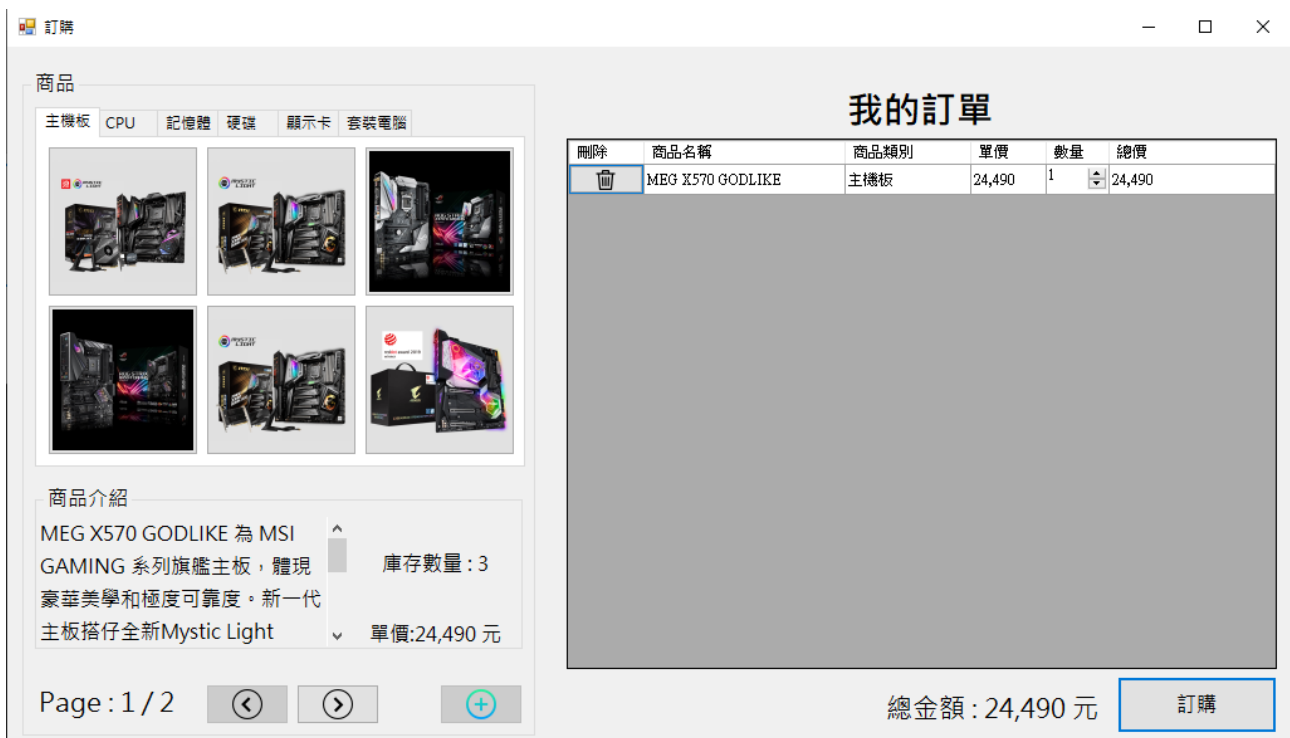 訂購
商品
主機板 CPU 記憶體 硬碟 顯示卡 套裝電腦
MYSTIC LIGHT
MYSTIC LIGHT
MYSTIC LIGHT
商品介紹
MEG X570 GODLIKE 為 MSI
GAMING 系列旗艦主板，體現
豪華美學和極度可靠度。新一代
主板搭仔全新Mystic Light
庫存數量 : 3
單價:24,490 元
Page : 1 / 2
我的訂單
刪除 商品名稱 商品類別 單價 數量 總價
MEG X570 GODLIKE 主機板 24,490 1 24,490
總金額 : 24,490 元
訂購